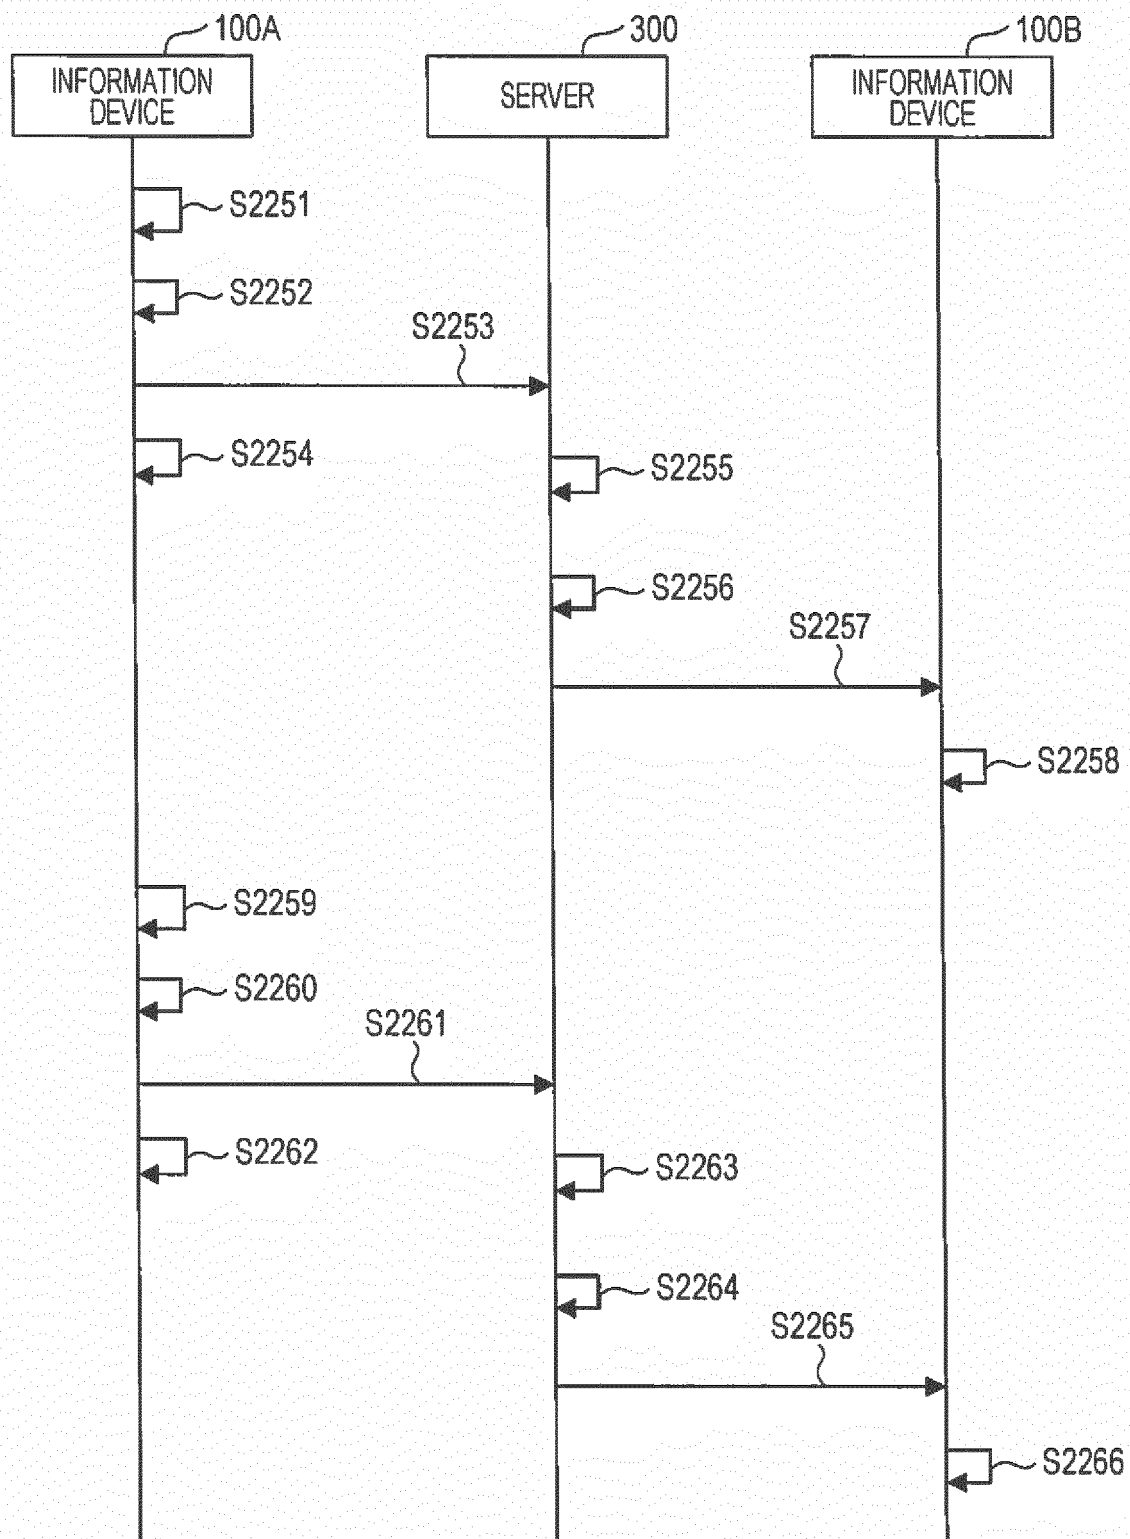 100A
300
100B
INFORMATION
DEVICE
SERVER
INFORMATION
DEVICE
S2251
S2252
S2253
S2254
S2255
S2256
S2257
S2258
S2259
S2260
S2261
S2262
S2263
S2264
S2265
S2266